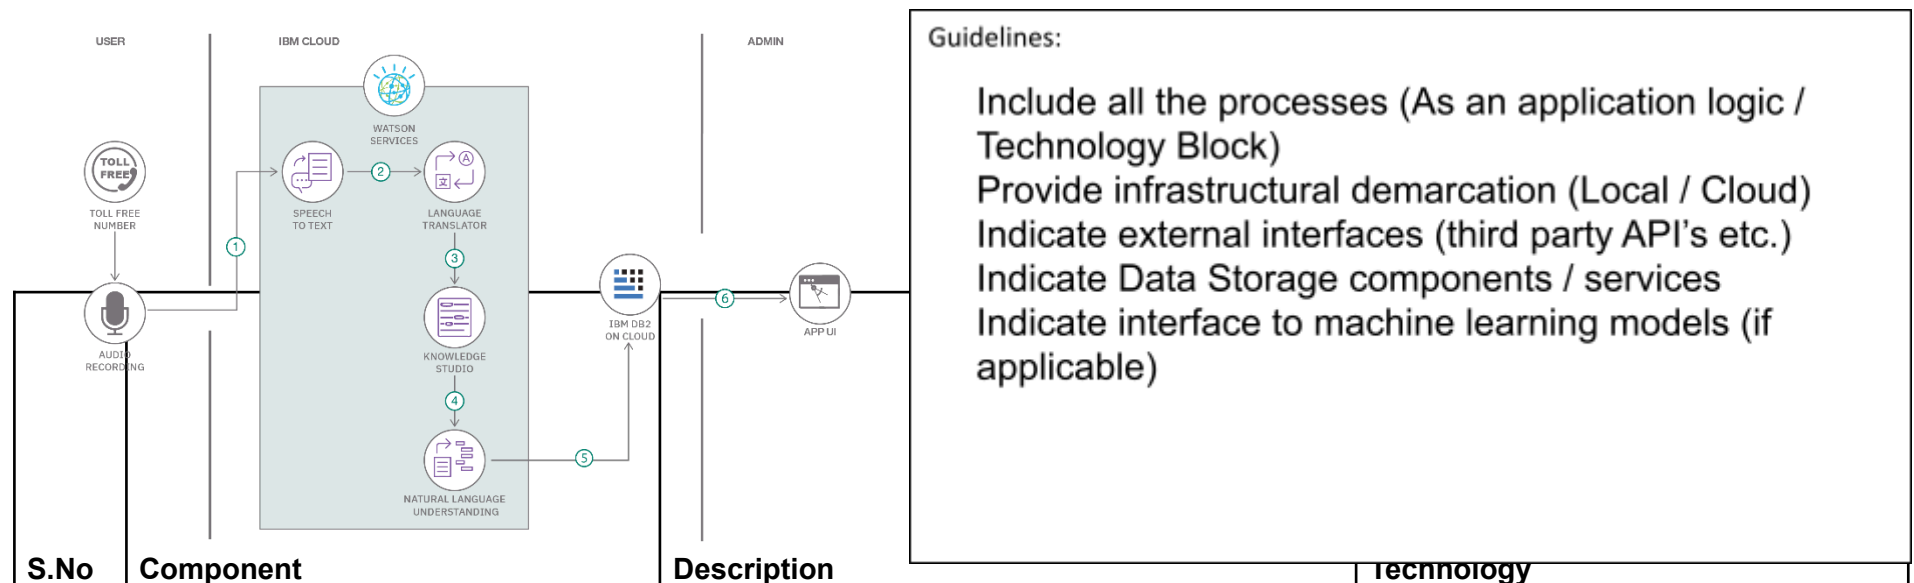 USER
IBM CLOUD
ADMIN
WATSON
SERVICES
TOLL
FREE
TOLL FREE
NUMBER
SPEECH
TO TEXT
2
LANGUAGE
TRANSLATOR
A
文
1
3
AUDIO
RECORDING
KNOWLEDGE
STUDIO
4
NATURAL LANGUAGE
UNDERSTANDING
5
IBM DB2
ON CLOUD
6
APP UI
Guidelines:
Include all the processes (As an application logic /
Technology Block)
Provide infrastructural demarcation (Local / Cloud)
Indicate external interfaces (third party API's etc.)
Indicate Data Storage components / services
Indicate interface to machine learning models (if
applicable)
S.No
Component
Description
Technology